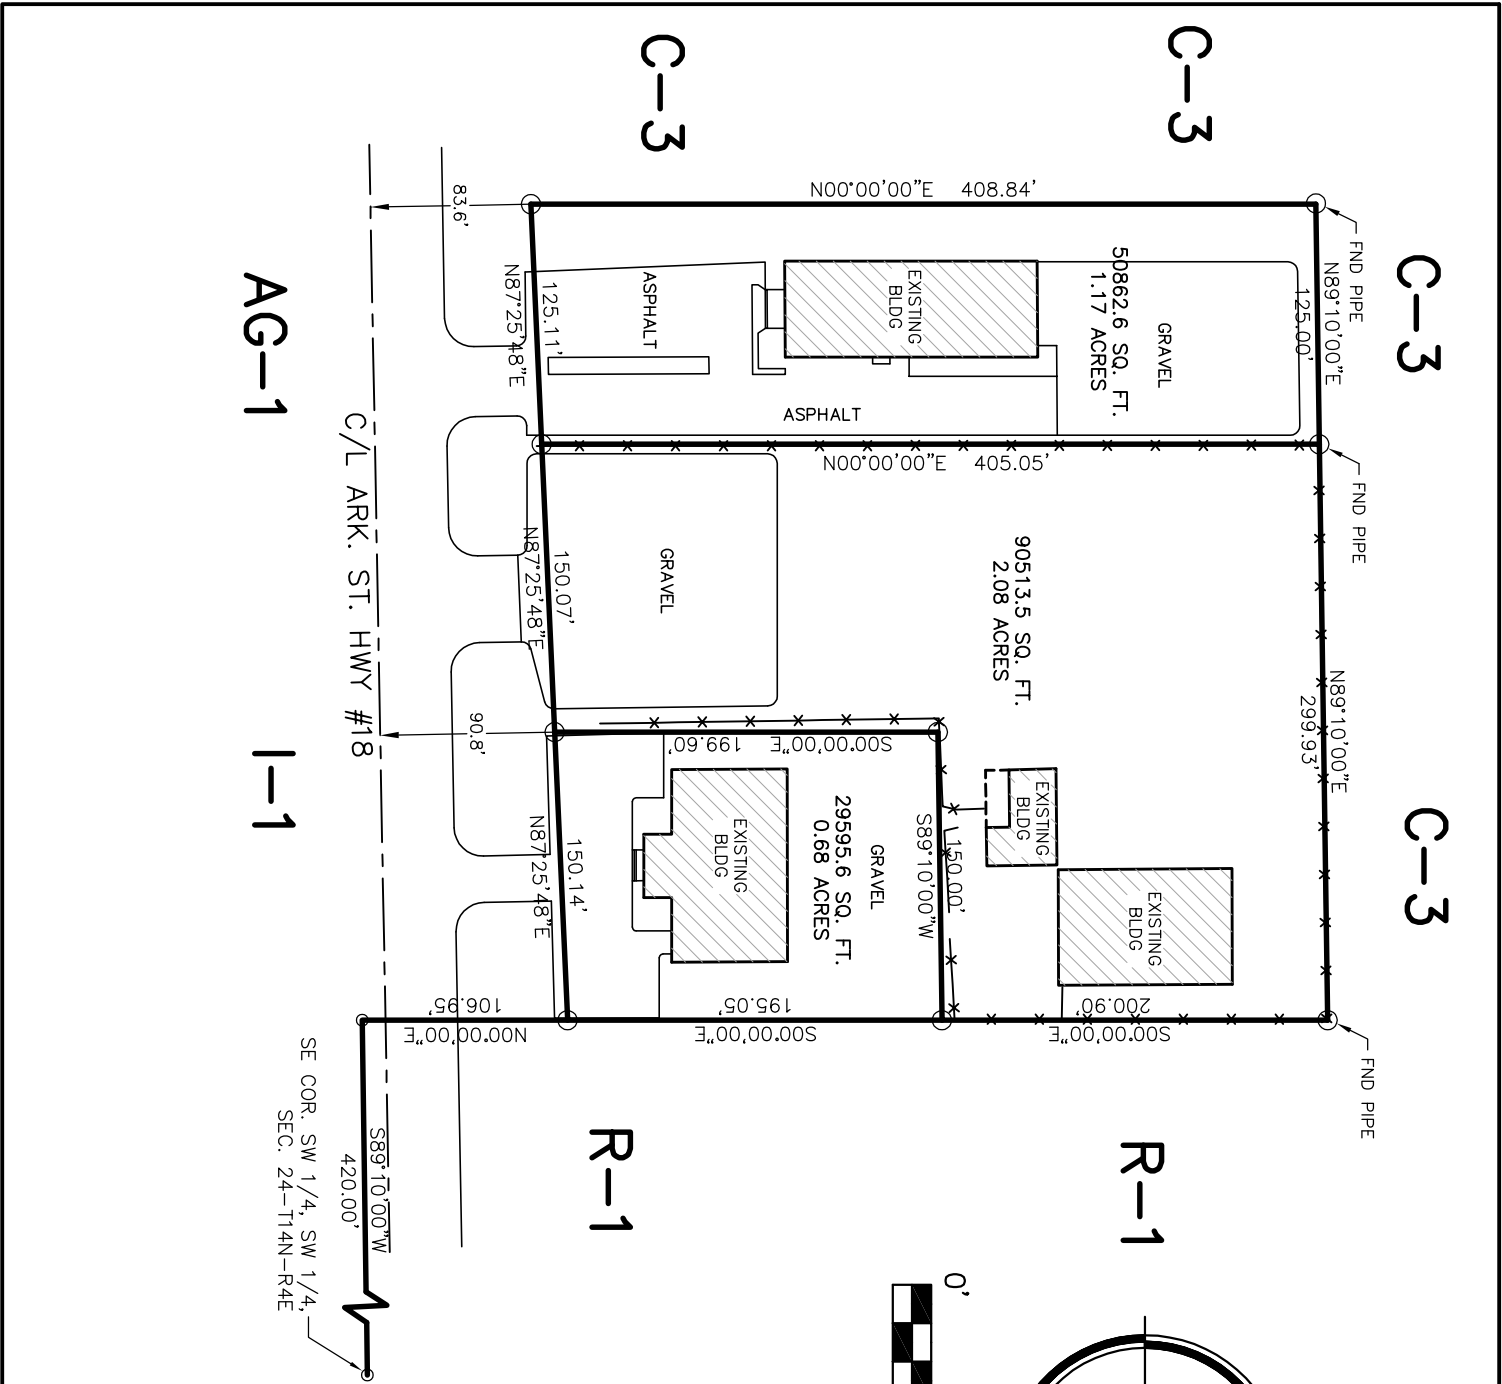 C-3
C-3
C-3
C-3
AG-1
I-1
R-1
R-1
N00°00'00"E 408.84'
FND PIPE
N89°10'00"E
125.00'
50862.6 SQ. FT.
1.17 ACRES
GRAVEL
EXISTING
BLDG
ASPHALT
ASPHALT
125.11'
N87°25'48"E
83.6'
N00°00'00"E 405.05'
FND PIPE
N89°10'00"E
299.93'
90513.5 SQ. FT.
2.08 ACRES
GRAVEL
150.07'
N87°25'48"E
C/L ARK. ST. HWY #18
90.8'
S00°00'00"E 199.60'
S89°10'00"W
150.00'
29595.6 SQ. FT.
0.68 ACRES
GRAVEL
EXISTING
BLDG
EXISTING
BLDG
EXISTING
BLDG
150.14'
N87°25'48"E
106.95'
N00°00'00"E
195.05'
S00°00'00"E
200.90'
S00°00'00"E
FND PIPE
S89°10'00"W
420.00'
SE COR. SW 1/4, SW 1/4,
SEC. 24-T14N-R4E
0'